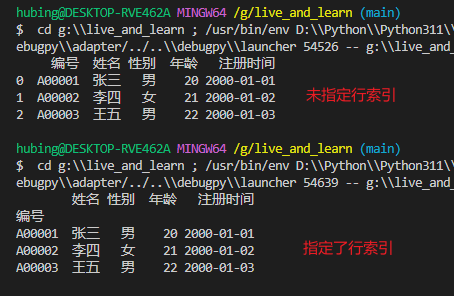 hubing@DESKTOP-RVE462A MINGW64 /g/live_and_learn (main)
$  cd g:\\live_and_learn ; /usr/bin/env D:\\Python\\Python311\\
ebugpy\\adapter/../..\\debugpy\\launcher 54526 -- g:\\live_and_
编号 姓名 性别 年龄 注册时间
0 A00001 张三 男 20 2000-01-01
1 A00002 李四 女 21 2000-01-02 未指定行索引
2 A00003 王五 男 22 2000-01-03
hubing@DESKTOP-RVE462A MINGW64 /g/live_and_learn (main)
$  cd g:\\live_and_learn ; /usr/bin/env D:\\Python\\Python311\\
ebugpy\\adapter/../..\\debugpy\\launcher 54639 -- g:\\live_and_
姓名 性别 年龄 注册时间
编号
A00001 张三 男 20 2000-01-01
A00002 李四 女 21 2000-01-02 指定了行索引
A00003 王五 男 22 2000-01-03